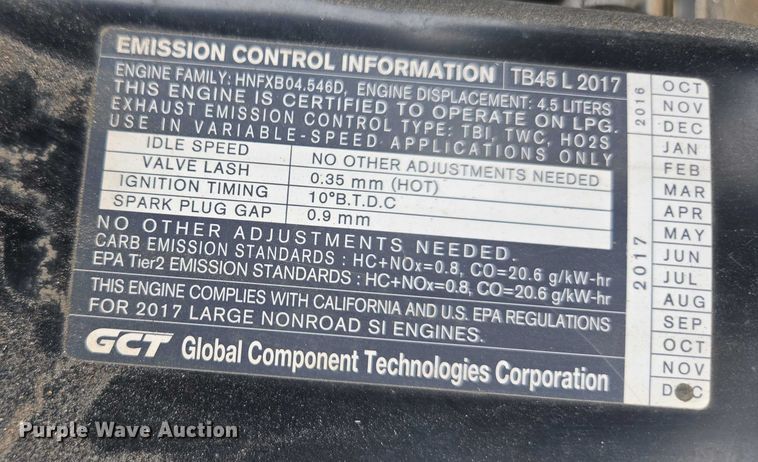 EMISSION CONTROL INFORMATION TB45 L 2017
ENGINE FAMILY: HNFXB04.546D, ENGINE DISPLACEMENT: 4.5 LITERS
THIS ENGINE IS CERTIFIED TO OPERATE ON LPG.
EXHAUST EMISSION CONTROL TYPE: TBI, TWC, HO2S
USE IN VARIABLE-SPEED APPLICATIONS ONLY
IDLE SPEED NO OTHER ADJUSTMENTS NEEDED
VALVE LASH 0.35 mm (HOT)
IGNITION TIMING 10°B.T.D.C
SPARK PLUG GAP 0.9 mm
NO OTHER ADJUSTMENTS NEEDED.
CARB EMISSION STANDARDS : HC+NOx=0.8, CO=20.6 g/kW-hr
EPA Tier2 EMISSION STANDARDS : HC+NOx=0.8, CO=20.6 g/kW-hr
THIS ENGINE COMPLIES WITH CALIFORNIA AND U.S. EPA REGULATIONS
FOR 2017 LARGE NONROAD SI ENGINES.
GCT Global Component Technologies Corporation
2016
OCT
NOV
DEC
2017
JAN
FEB
MAR
APR
MAY
JUN
JUL
AUG
SEP
OCT
NOV
DEC
Purple Wave Auction